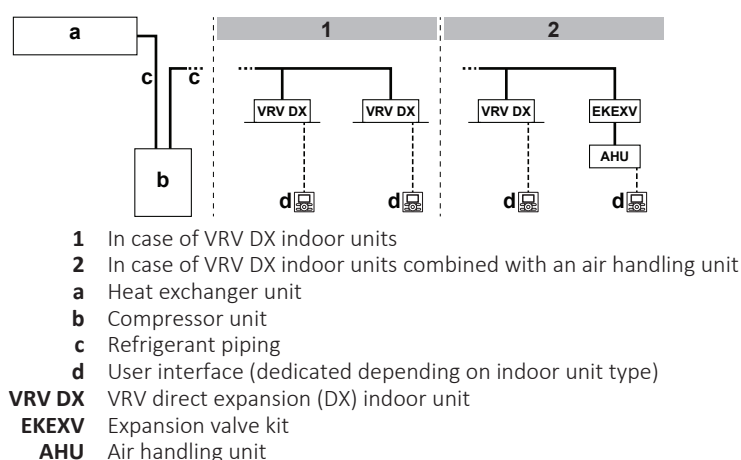 a 1 2
c c
VRV DX VRV DX VRV DX EKEXV
AHU
b
d d d d
1 In case of VRV DX indoor units
2 In case of VRV DX indoor units combined with an air handling unit
a Heat exchanger unit
b Compressor unit
c Refrigerant piping
d User interface (dedicated depending on indoor unit type)
VRV DX VRV direct expansion (DX) indoor unit
EKEXV Expansion valve kit
AHU Air handling unit